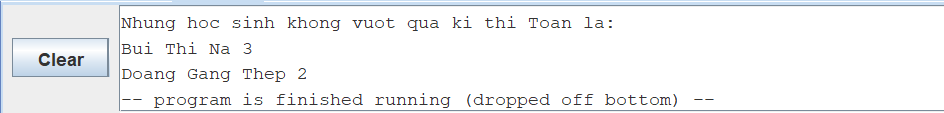 Nhung hoc sinh khong vuot qua ki thi Toan la:
Clear
Bui Thi Na 3
Doang Gang Thep 2
-- program is finished running (dropped off bottom) --